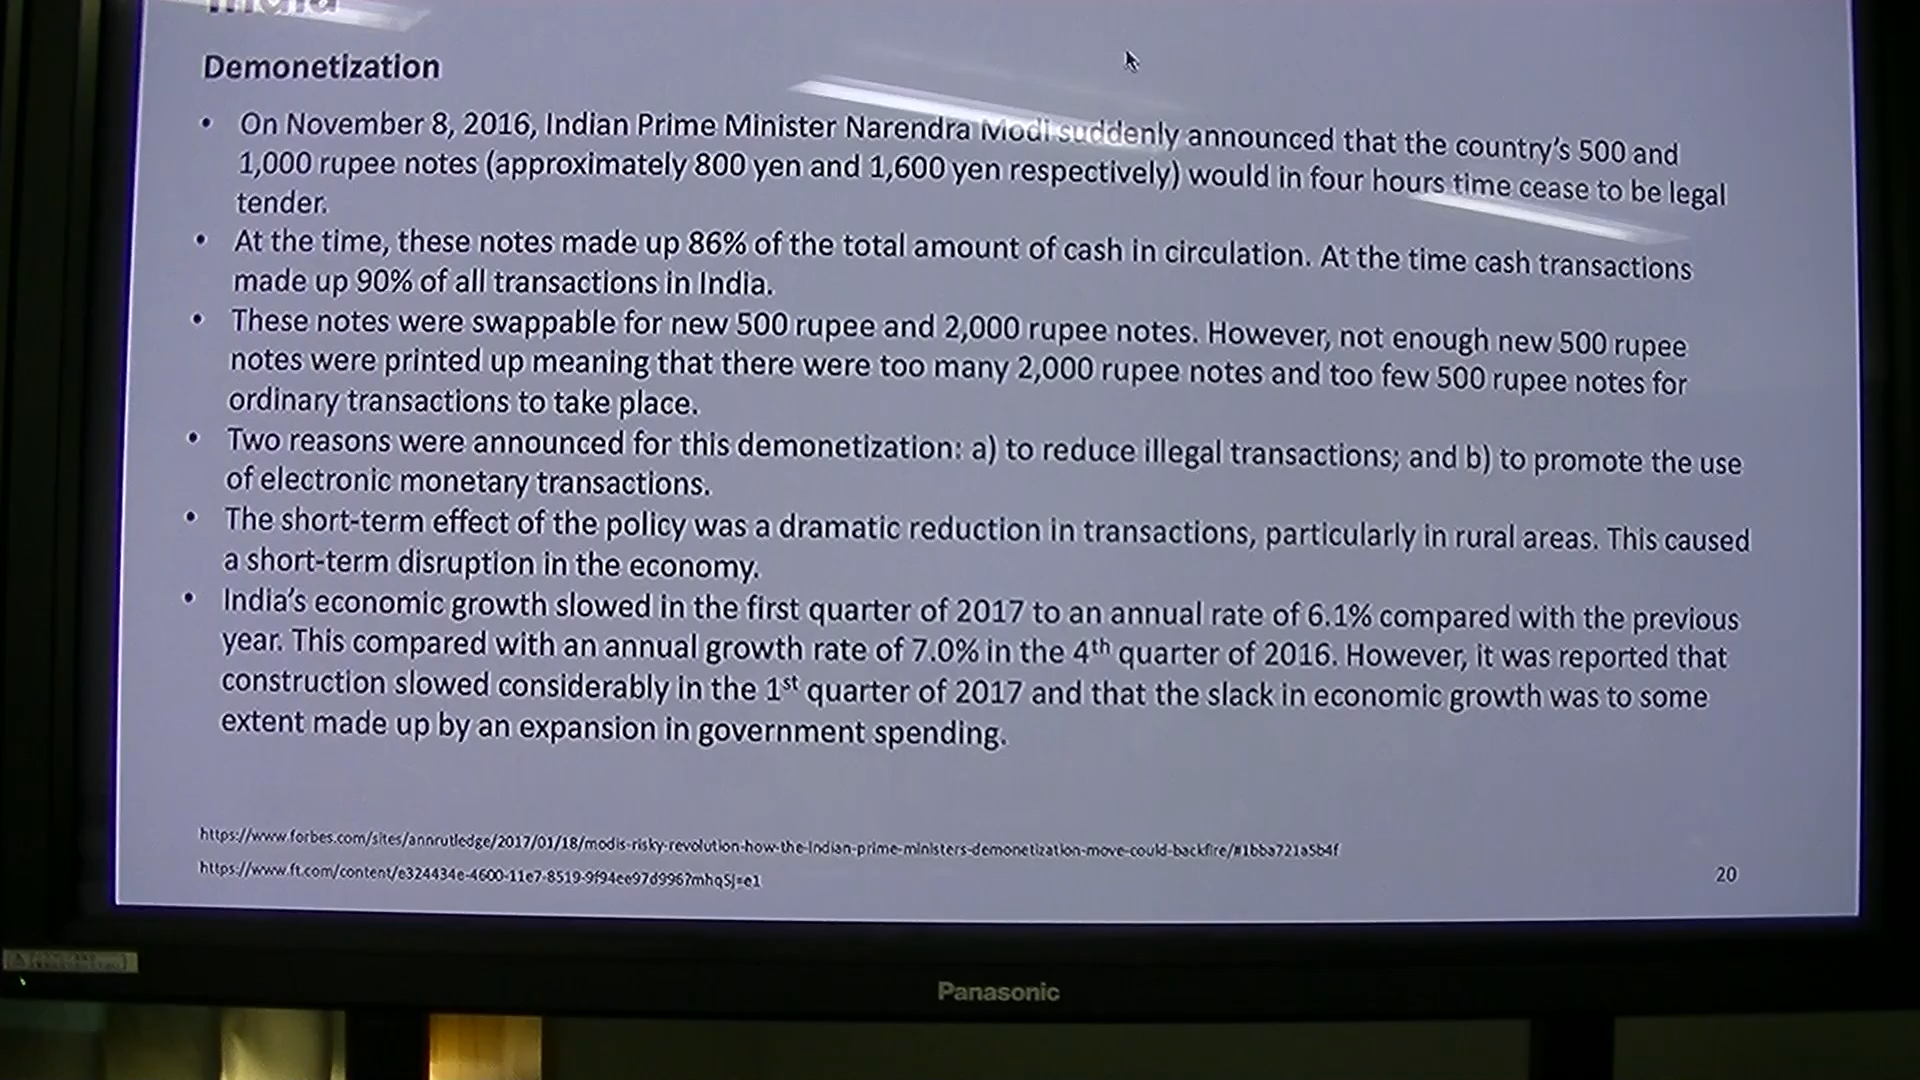 India
Demonetization
• On November 8, 2016, Indian Prime Minister Narendra Modi suddenly announced that the country's 500 and
1,000 rupee notes (approximately 800 yen and 1,600 yen respectively) would in four hours time cease to be legal
tender.
• At the time, these notes made up 86% of the total amount of cash in circulation. At the time cash transactions
made up 90% of all transactions in India.
• These notes were swappable for new 500 rupee and 2,000 rupee notes. However, not enough new 500 rupee
notes were printed up meaning that there were too many 2,000 rupee notes and too few 500 rupee notes for
ordinary transactions to take place.
• Two reasons were announced for this demonetization: a) to reduce illegal transactions; and b) to promote the use
of electronic monetary transactions.
• The short-term effect of the policy was a dramatic reduction in transactions, particularly in rural areas. This caused
a short-term disruption in the economy.
• India's economic growth slowed in the first quarter of 2017 to an annual rate of 6.1% compared with the previous
year. This compared with an annual growth rate of 7.0% in the 4th quarter of 2016. However, it was reported that
construction slowed considerably in the 1st quarter of 2017 and that the slack in economic growth was to some
extent made up by an expansion in government spending.
https://www.forbes.com/sites/annrutledge/2017/01/18/modis-risky-revolution-how-the-indian-prime-ministers-demonetization-move-could-backfire/#1bba721a5b4f
https://www.ft.com/content/e324434e-4600-11e7-8519-9f94ee97d996?mhq5j=e1
20
Panasonic